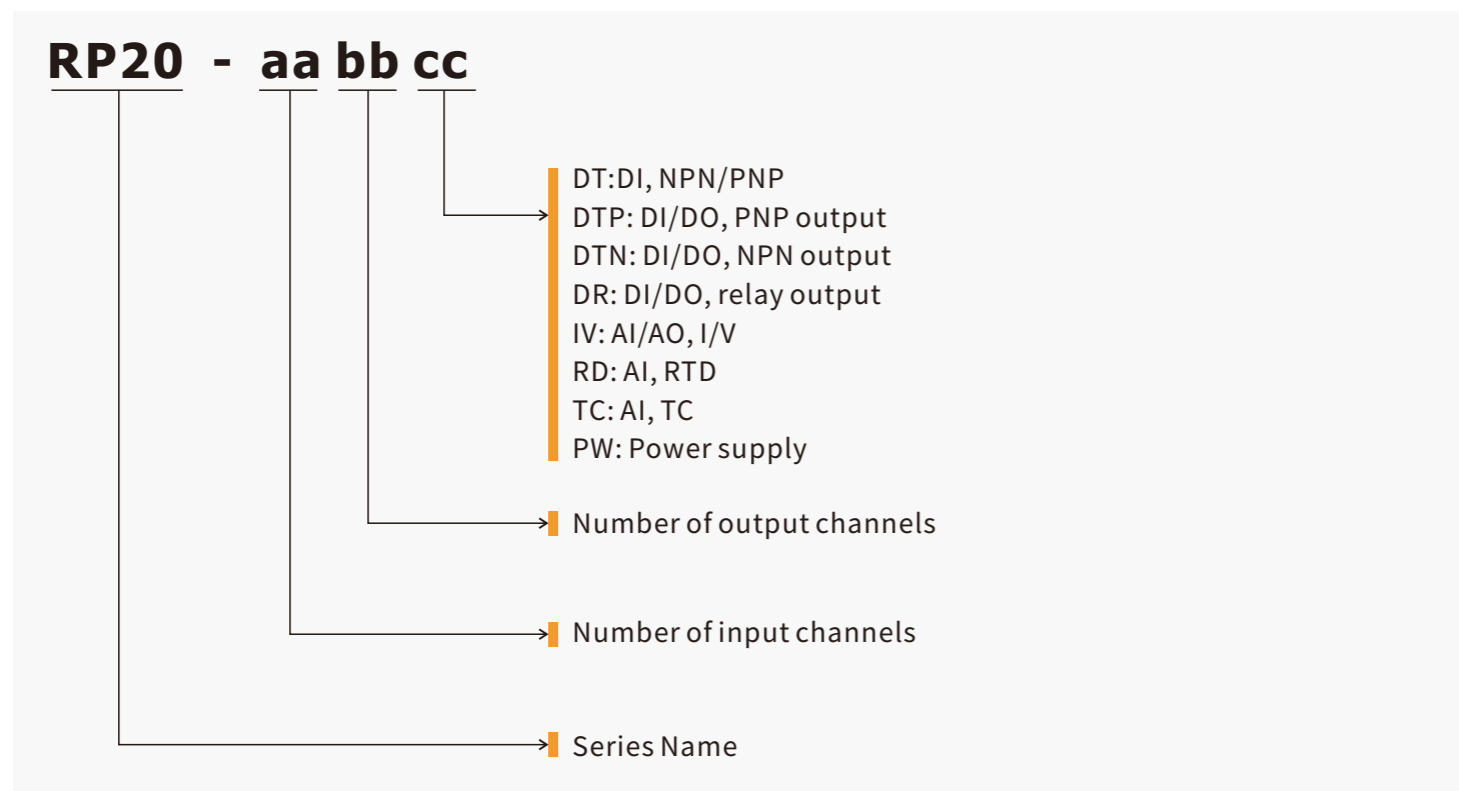 RP20 - aa bb cc
DT:DI, NPN/PNP
DTP: DI/DO, PNP output
DTN: DI/DO, NPN output
DR: DI/DO, relay output
IV: AI/AO, I/V
RD: AI, RTD
TC: AI, TC
PW: Power supply
Number of output channels
Number of input channels
Series Name